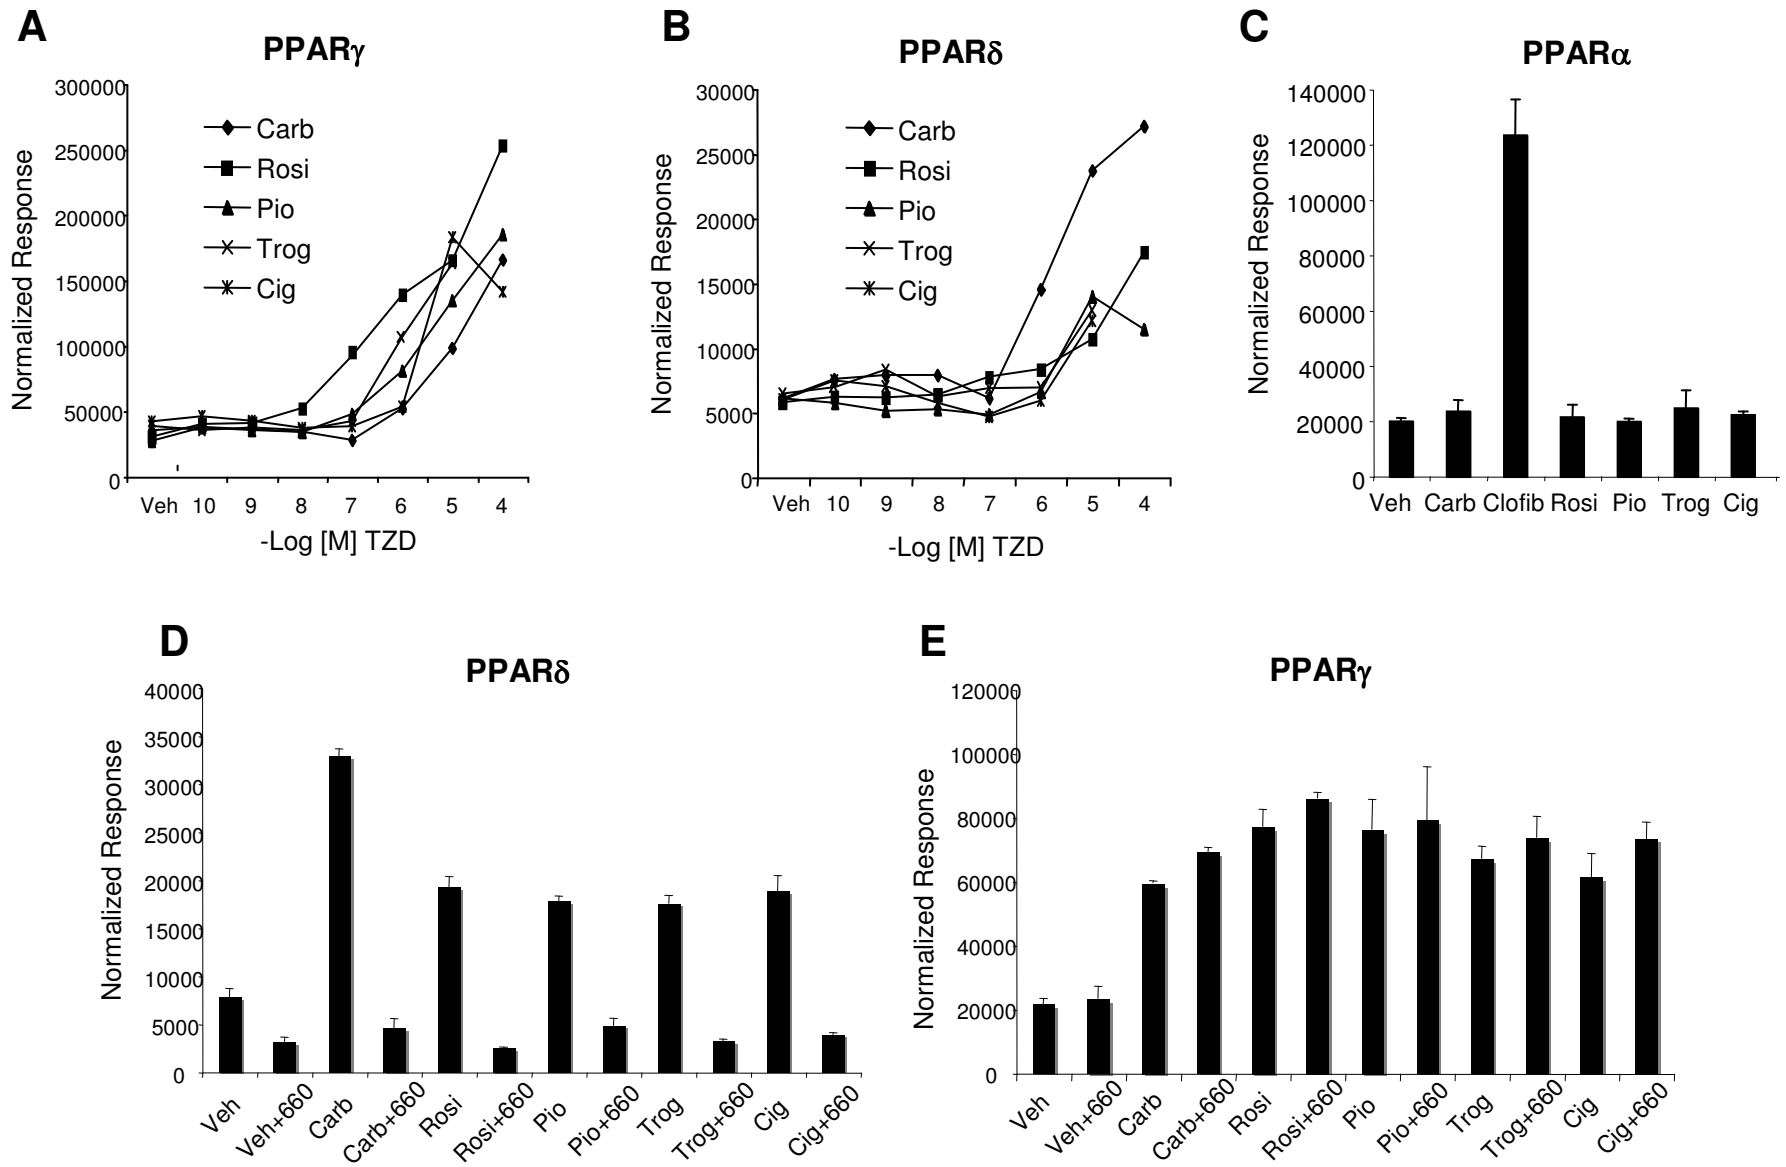 A
PPARγ
Normalized Response
300000
250000
200000
150000
100000
50000
0
Carb
Rosi
Pio
Trog
Cig
Veh 10 9 8 7 6 5 4
-Log [M] TZD
B
PPARδ
Normalized Response
30000
25000
20000
15000
10000
5000
0
Carb
Rosi
Pio
Trog
Cig
Veh 10 9 8 7 6 5 4
-Log [M] TZD
C
PPARα
Normalized Response
140000
120000
100000
80000
60000
40000
20000
0
Veh Carb Clofib Rosi Pio Trog Cig
D
PPARδ
Normalized Response
40000
35000
30000
25000
20000
15000
10000
5000
0
Veh
Veh+660
Carb
Carb+660
Rosi
Rosi+660
Pio
Pio+660
Trog
Trog+660
Cig
Cig+660
E
PPARγ
Normalized Response
120000
100000
80000
60000
40000
20000
0
Veh
Veh+660
Carb
Carb+660
Rosi
Rosi+660
Pio
Pio+660
Trog
Trog+660
Cig
Cig+660